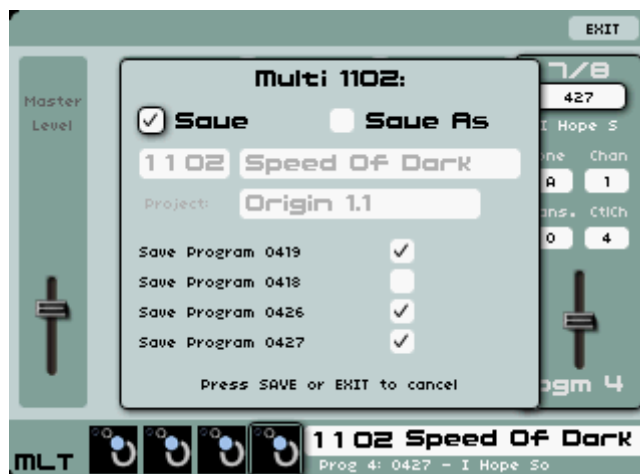 EXIT
Multi 1102:
Save
Save As
1102 Speed Of Dark
Project: Origin 1.1
Save Program 0419
Save Program 0418
Save Program 0426
Save Program 0427
Press SAVE or EXIT to cancel
Master
Level
7/8
427
I Hope S
Chan
A 1
CtlCh
0 4
MLT
1102 Speed Of Dark
Prog 4: 0427 - I Hope So